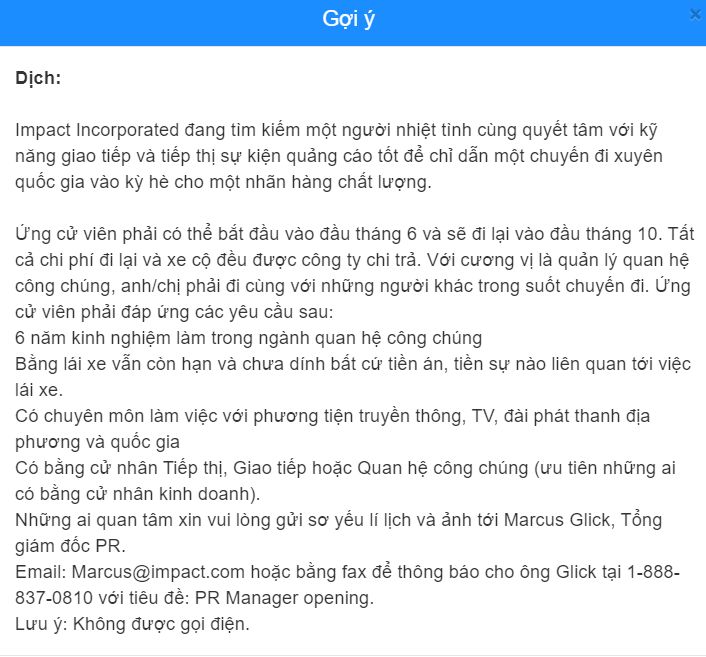 Gợi ý
×
Dịch:
Impact Incorporated đang tìm kiếm một người nhiệt tình cùng quyết tâm với kỹ
năng giao tiếp và tiếp thị sự kiện quảng cáo tốt để chỉ dẫn một chuyến đi xuyên
quốc gia vào kỳ hè cho một nhãn hàng chất lượng.
Ứng cử viên phải có thể bắt đầu vào đầu tháng 6 và sẽ đi lại vào đầu tháng 10. Tất
cả chi phí đi lại và xe cộ đều được công ty chi trả. Với cương vị là quản lý quan hệ
công chúng, anh/chị phải đi cùng với những người khác trong suốt chuyến đi. Ứng
cử viên phải đáp ứng các yêu cầu sau:
6 năm kinh nghiệm làm trong ngành quan hệ công chúng
Bằng lái xe vẫn còn hạn và chưa dính bất cứ tiền án, tiền sự nào liên quan tới việc
lái xe.
Có chuyên môn làm việc với phương tiện truyền thông, TV, đài phát thanh địa
phương và quốc gia
Có bằng cử nhân Tiếp thị, Giao tiếp hoặc Quan hệ công chúng (ưu tiên những ai
có bằng cử nhân kinh doanh).
Những ai quan tâm xin vui lòng gửi sơ yếu lí lịch và ảnh tới Marcus Glick, Tổng
giám đốc PR.
Email: Marcus@impact.com hoặc bằng fax để thông báo cho ông Glick tại 1-888-
837-0810 với tiêu đề: PR Manager opening.
Lưu ý: Không được gọi điện.